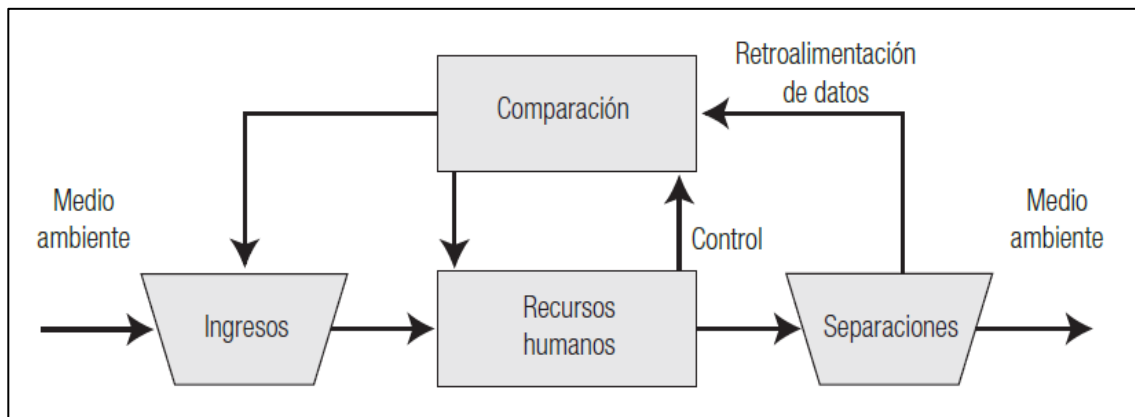 Retroalimentación
de datos
Comparación
Medio
ambiente
Medio
ambiente
Control
Ingresos
Recursos
humanos
Separaciones